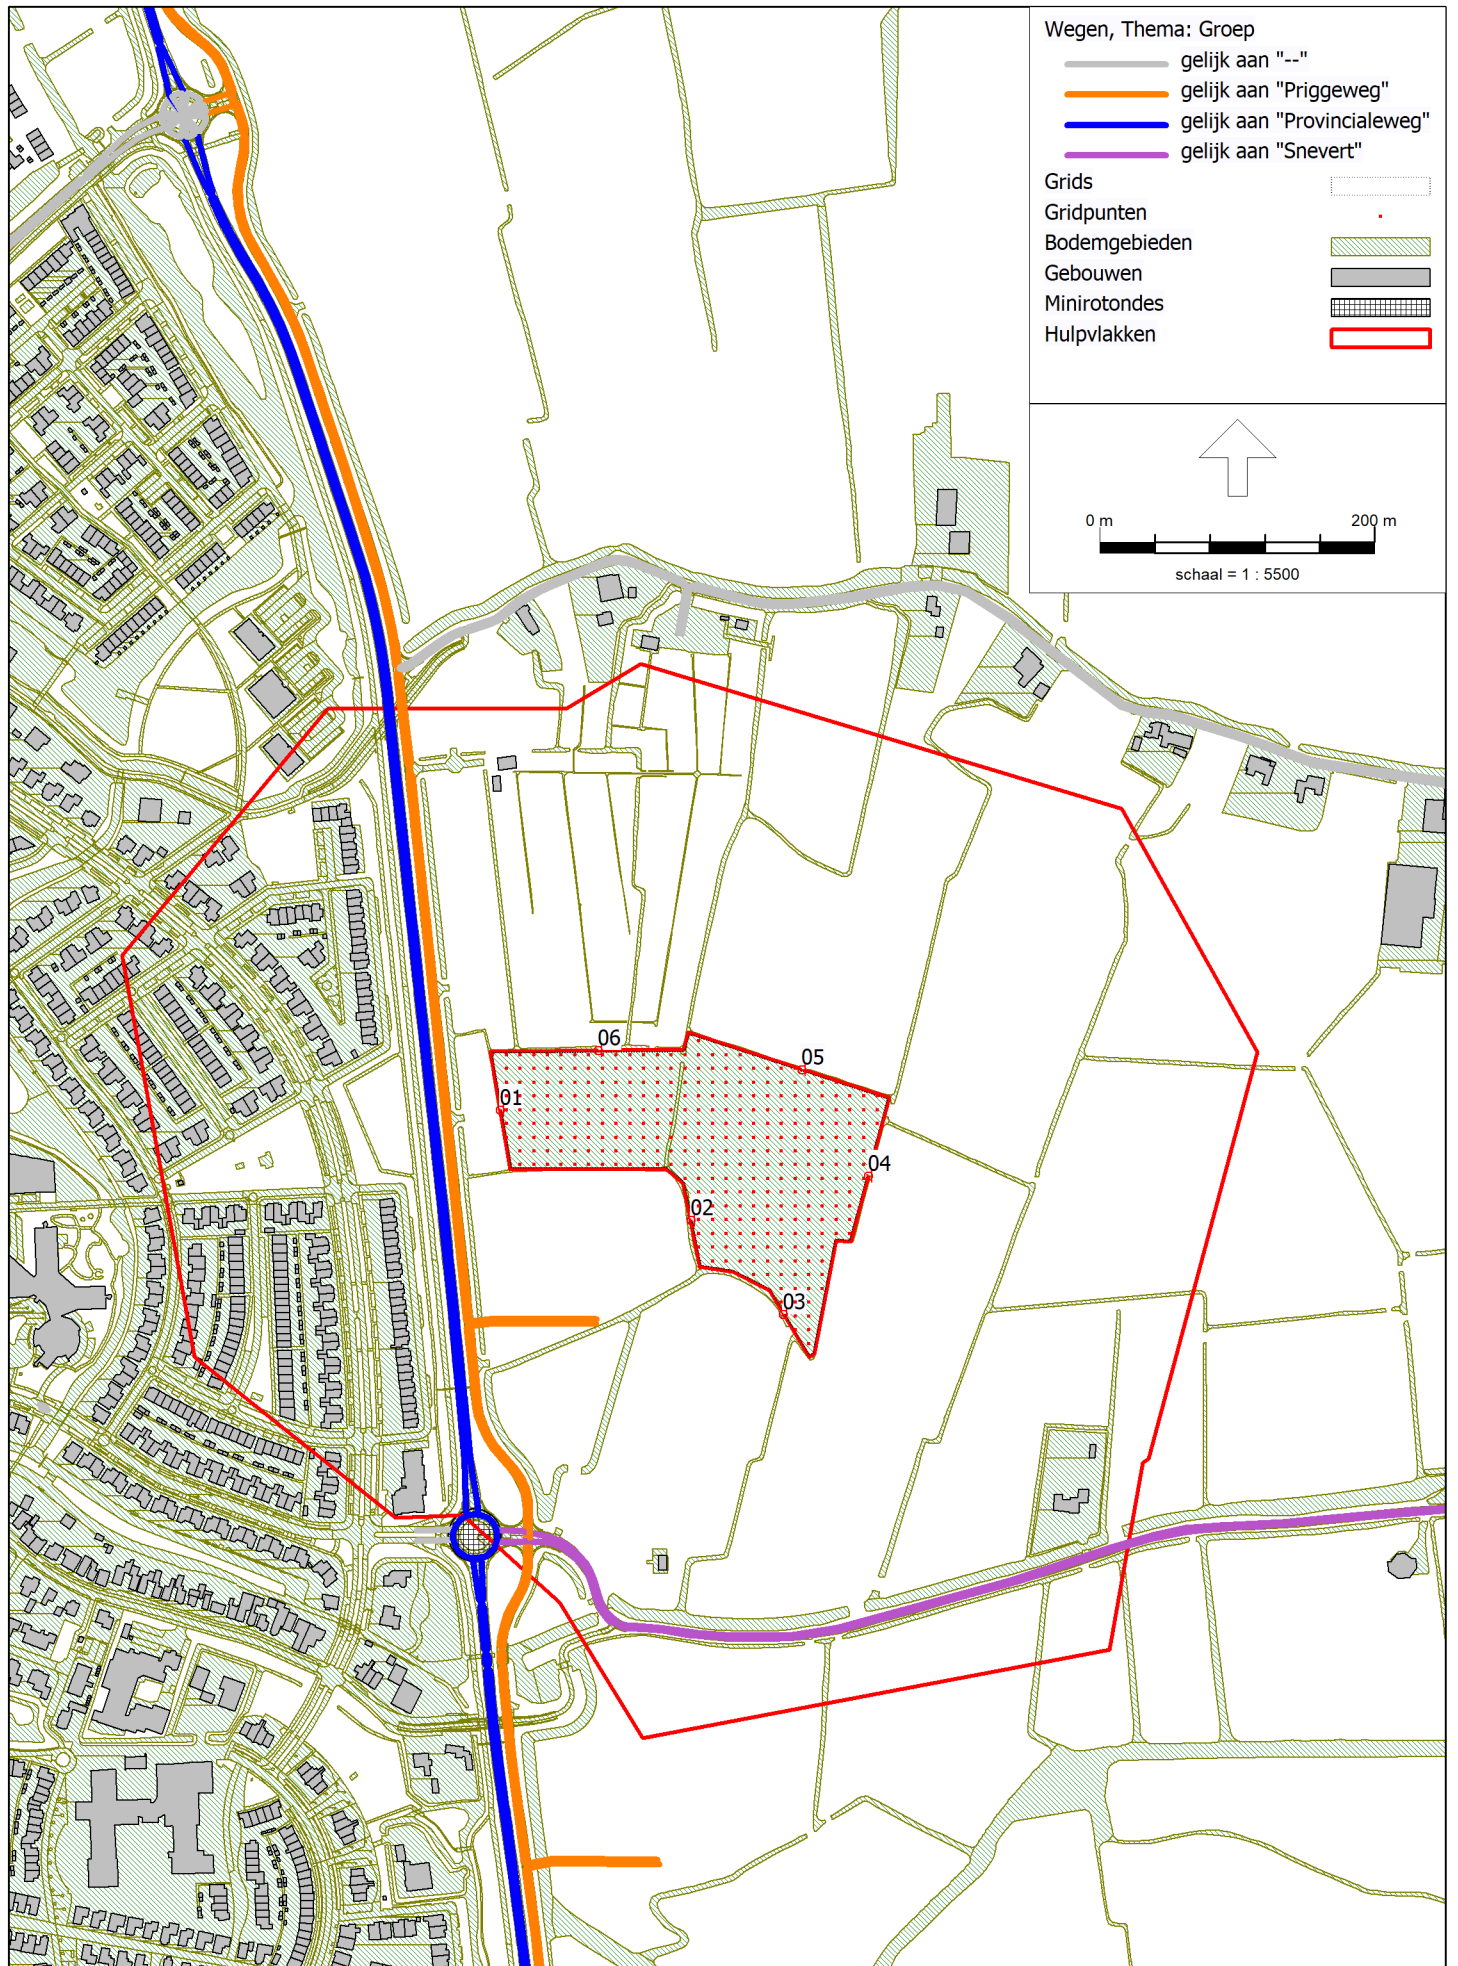 Wegen, Thema: Groep
gelijk aan "--"
gelijk aan "Priggeweg"
gelijk aan "Provincialeweg"
gelijk aan "Snevert"
Grids
Gridpunten
Bodemgebieden
Gebouwen
Minirotondes
Hulpvlakken
0 m 200 m
schaal = 1 : 5500
06
05
01
04
02
03